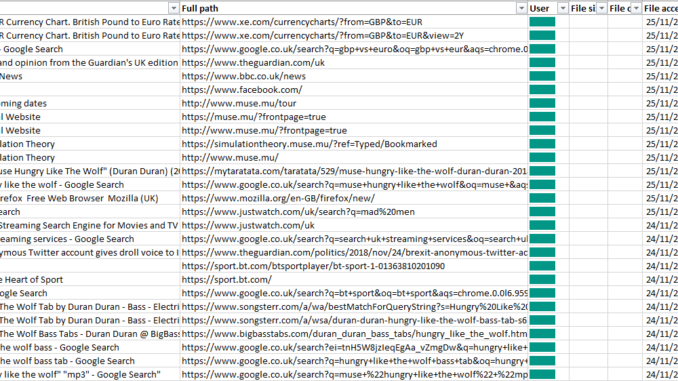 Full path User File si File c File acce
R Currency Chart. British Pound to Euro Rate https://www.xe.com/currencycharts/?from=GBP&to=EUR 25/11/2
R Currency Chart. British Pound to Euro Rate https://www.xe.com/currencycharts/?from=GBP&to=EUR&view=2Y 25/11/2
- Google Search https://www.google.co.uk/search?q=gbp+vs+euro&oq=gbp+vs+eur&aqs=chrome.0 25/11/2
and opinion from the Guardian's UK edition https://www.theguardian.com/uk 25/11/2
News https://www.bbc.co.uk/news 25/11/2
https://www.facebook.com/ 25/11/2
oming dates http://www.muse.mu/tour 25/11/2
l Website https://muse.mu/?frontpage=true 25/11/2
l Website http://www.muse.mu/?frontpage=true 25/11/2
lation Theory https://simulationtheory.muse.mu/?ref=Typed/Bookmarked 25/11/2
lation Theory http://www.muse.mu/ 25/11/2
use Hungry Like The Wolf" (Duran Duran) (20 https://mytaratata.com/taratata/529/muse-hungry-like-the-wolf-duran-duran-201 25/11/2
y like the wolf - Google Search https://www.google.co.uk/search?q=muse+hungry+like+the+wolf&oq=muse+&aqs 25/11/2
irefox Free Web Browser Mozilla (UK) https://www.mozilla.org/en-GB/firefox/new/ 25/11/2
earch https://www.justwatch.com/uk/search?q=mad%20men 25/11/2
Streaming Search Engine for Movies and TV https://www.justwatch.com/uk 24/11/2
eaming services - Google Search https://www.google.co.uk/search?q=search+uk+streaming+services&oq=search+u 24/11/2
ymous Twitter account gives droll voice to https://www.theguardian.com/politics/2018/nov/24/brexit-anonymous-twitter-ac 24/11/2
https://sport.bt.com/btsportplayer/bt-sport-1-01363810201090 24/11/2
e Heart of Sport https://sport.bt.com/ 24/11/2
ogle Search https://www.google.co.uk/search?q=bt+sport&oq=bt+sport&aqs=chrome.0.0l6.959 24/11/2
The Wolf Tab by Duran Duran - Bass - Electri https://www.songsterr.com/a/wa/bestMatchForQueryString?s=Hungry%20Like%20 24/11/2
The Wolf Tab by Duran Duran - Bass - Electri https://www.songsterr.com/a/wsa/duran-duran-hungry-like-the-wolf-bass-tab-s6 24/11/2
The Wolf Bass Tabs - Duran Duran @ BigBass https://www.bigbasstabs.com/duran_duran_bass_tabs/hungry_like_the_wolf.htm 24/11/2
the wolf bass - Google Search https://www.google.co.uk/search?ei=tnH5W8jzIeqEgAa_vZmgDw&q=hungry+like+ 24/11/2
the wolf bass tab - Google Search https://www.google.co.uk/search?q=hungry+like+the+wolf+bass+tab&oq=hungry+ 24/11/2
y like the wolf" "mp3" - Google Search" https://www.google.co.uk/search?q=muse+%22hungry+like+the+wolf%22+%22mp 24/11/2